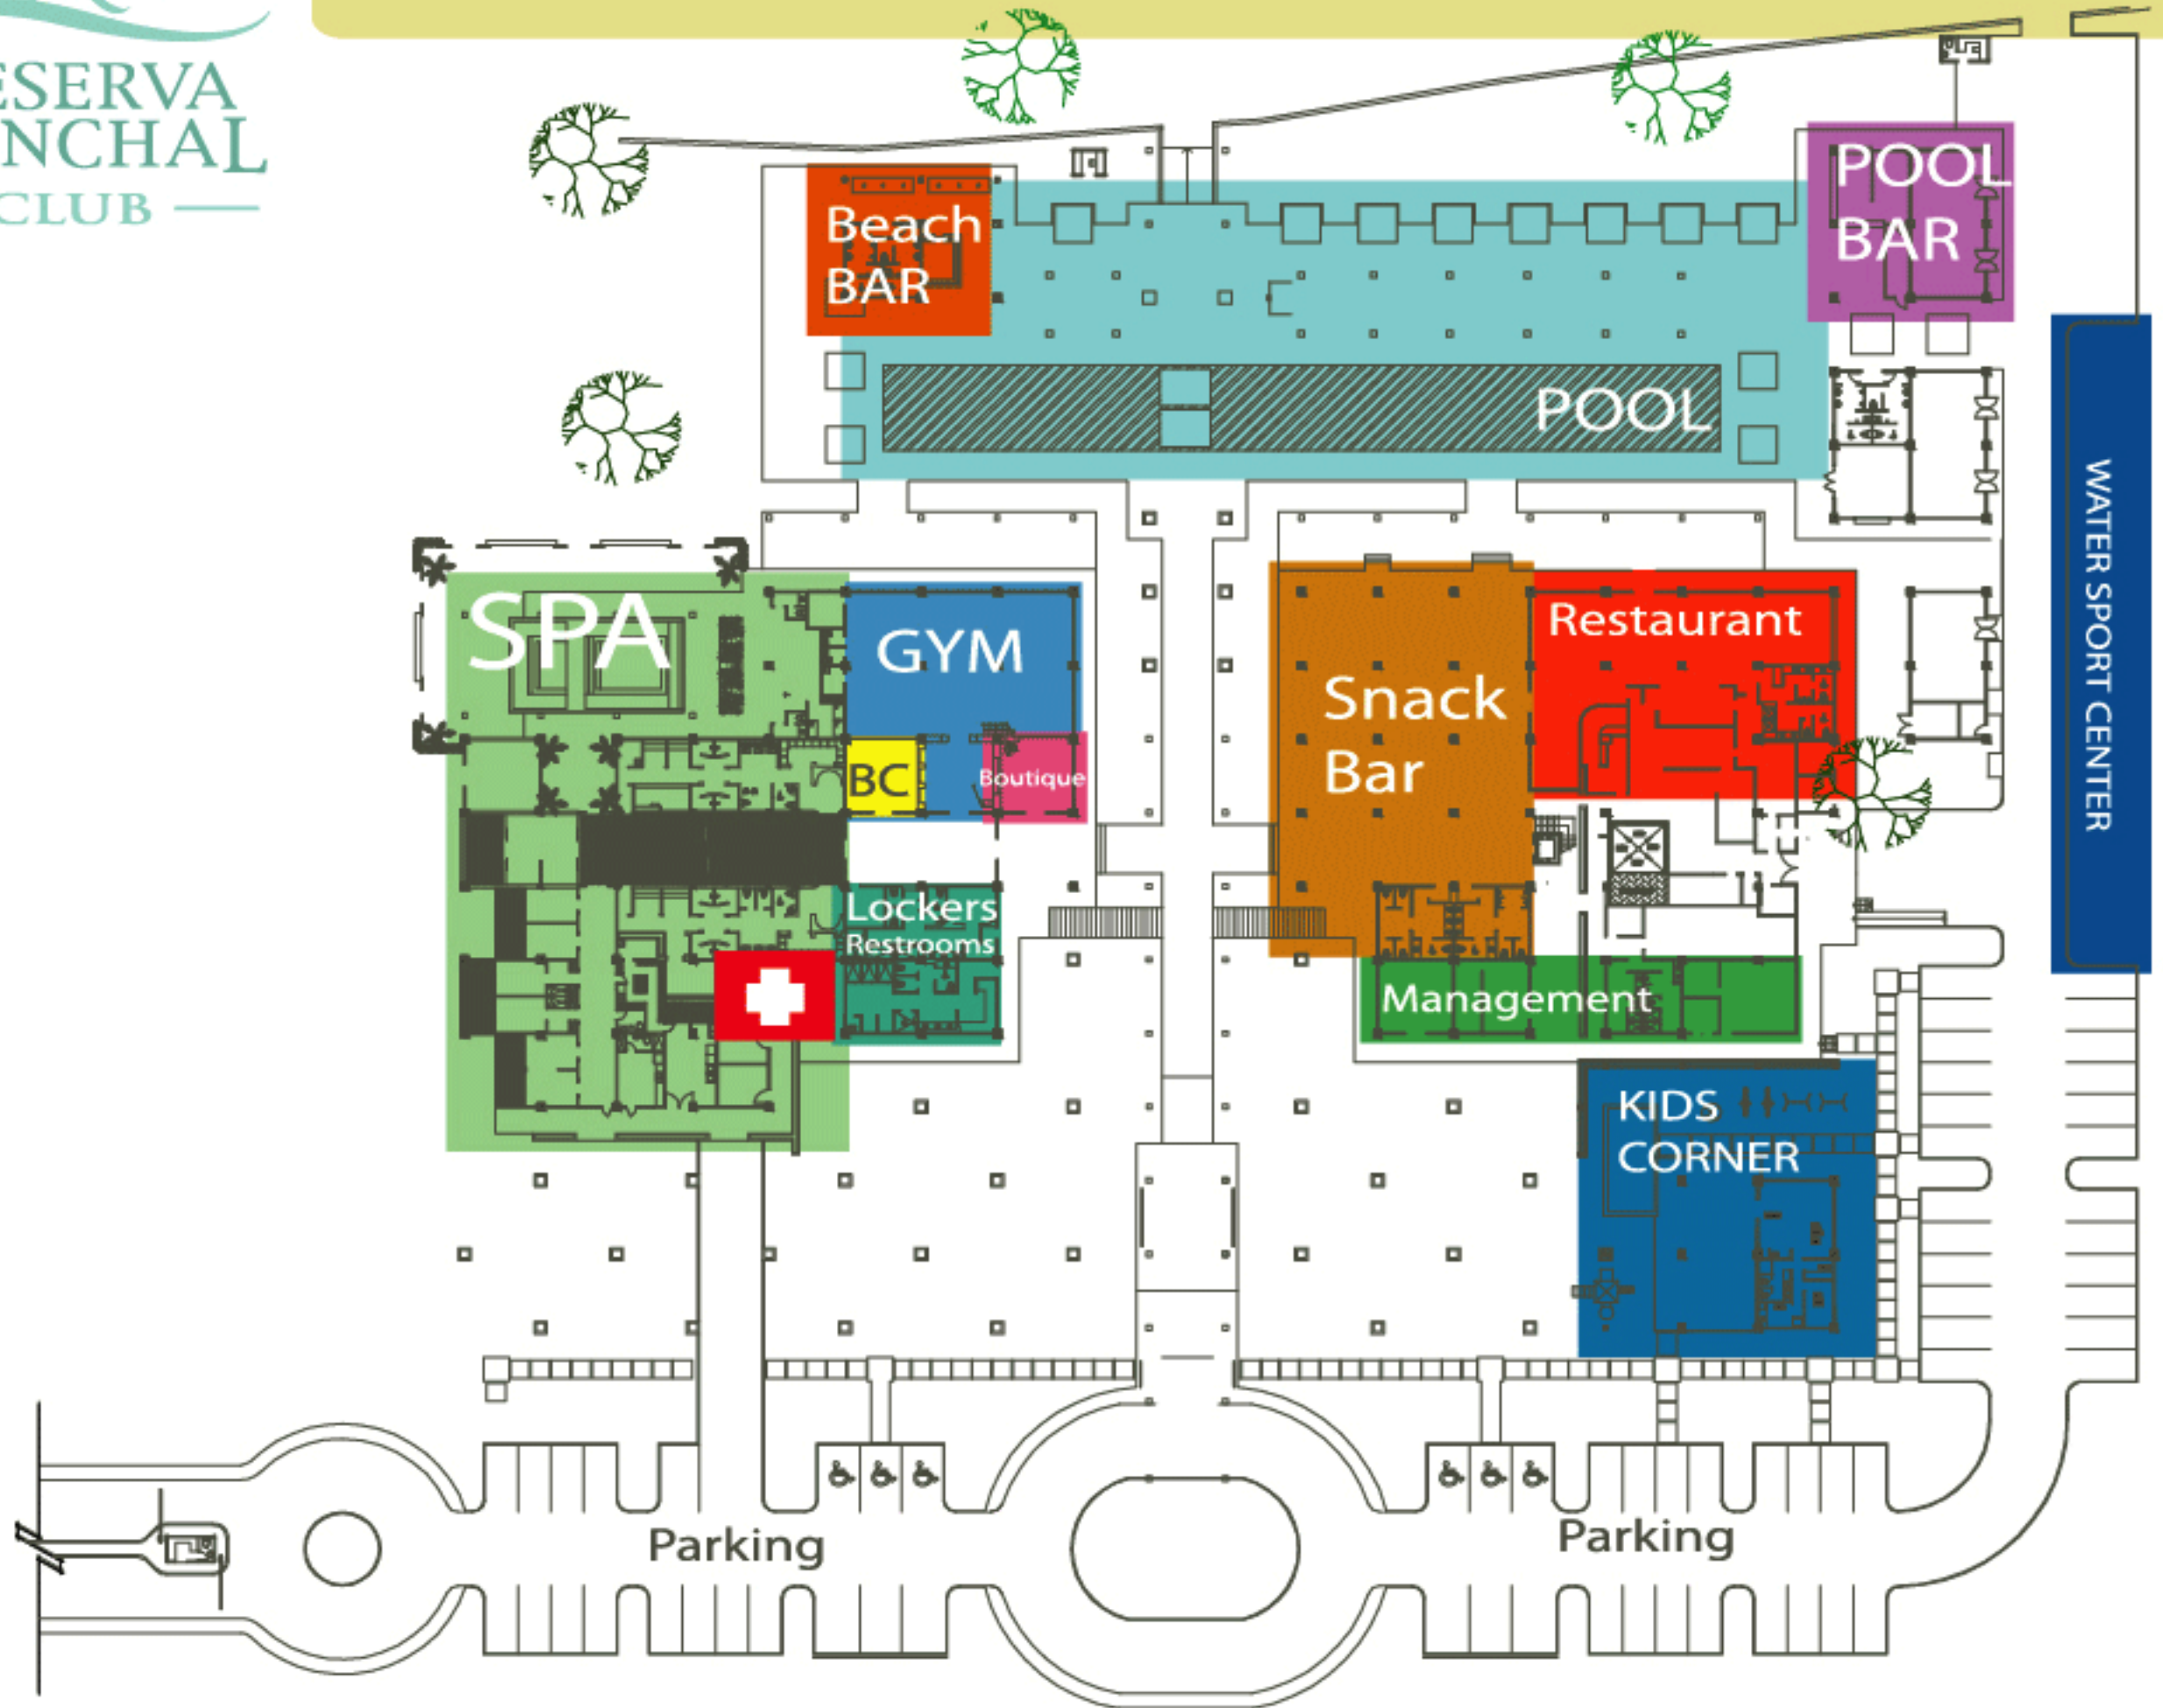 ESERVA
NCHAL
CLUB
Beach
BAR
POOL
BAR
POOL
WATER SPORT CENTER
SPA
GYM
BC
Boutique
Snack
Bar
Restaurant
Lockers
Restrooms
Management
KIDS
CORNER
Parking
Parking